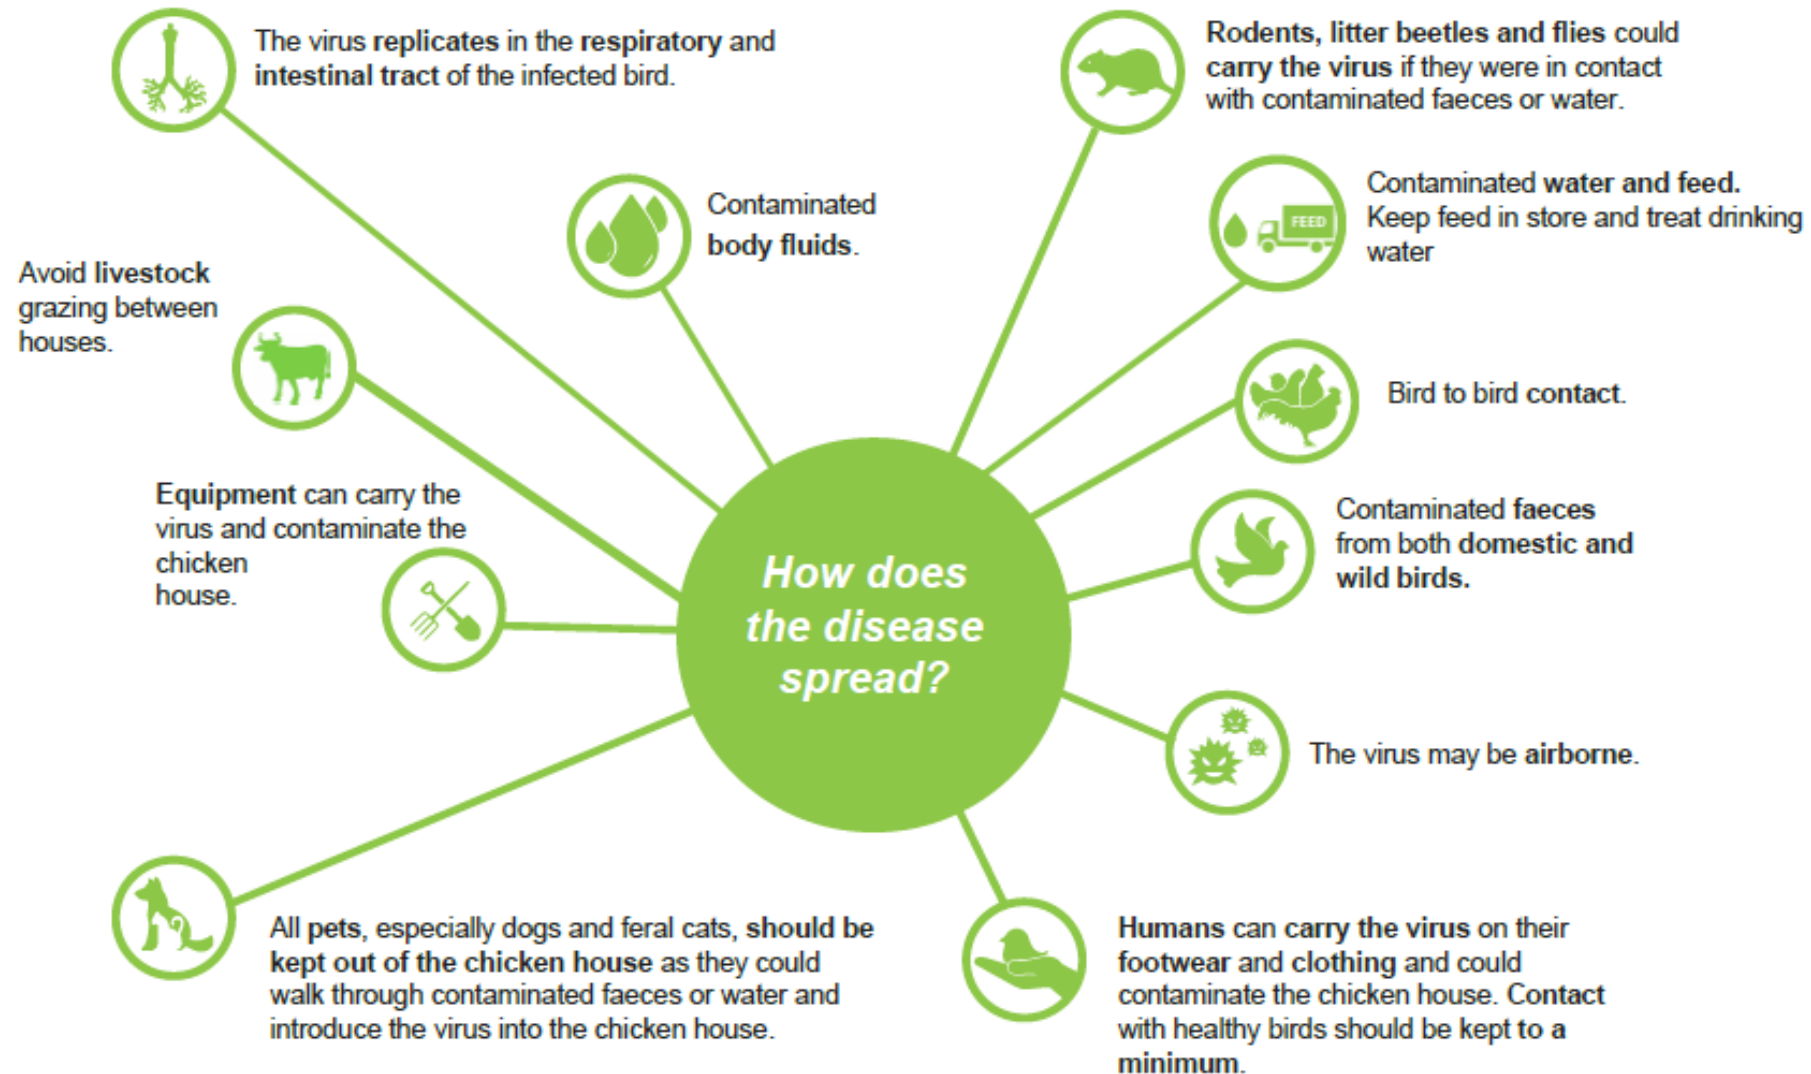 The virus replicates in the respiratory and
intestinal tract of the infected bird.
Rodents, litter beetles and flies could
carry the virus if they were in contact
with contaminated faeces or water.
Contaminated
body fluids.
FEED
Contaminated water and feed.
Keep feed in store and treat drinking
water
Avoid livestock
grazing between
houses.
Bird to bird contact.
Equipment can carry the
virus and contaminate the
chicken
house.
Contaminated faeces
from both domestic and
wild birds.
How does
the disease
spread?
The virus may be airborne.
All pets, especially dogs and feral cats, should be
kept out of the chicken house as they could
walk through contaminated faeces or water and
introduce the virus into the chicken house.
Humans can carry the virus on their
footwear and clothing and could
contaminate the chicken house. Contact
with healthy birds should be kept to a
minimum.